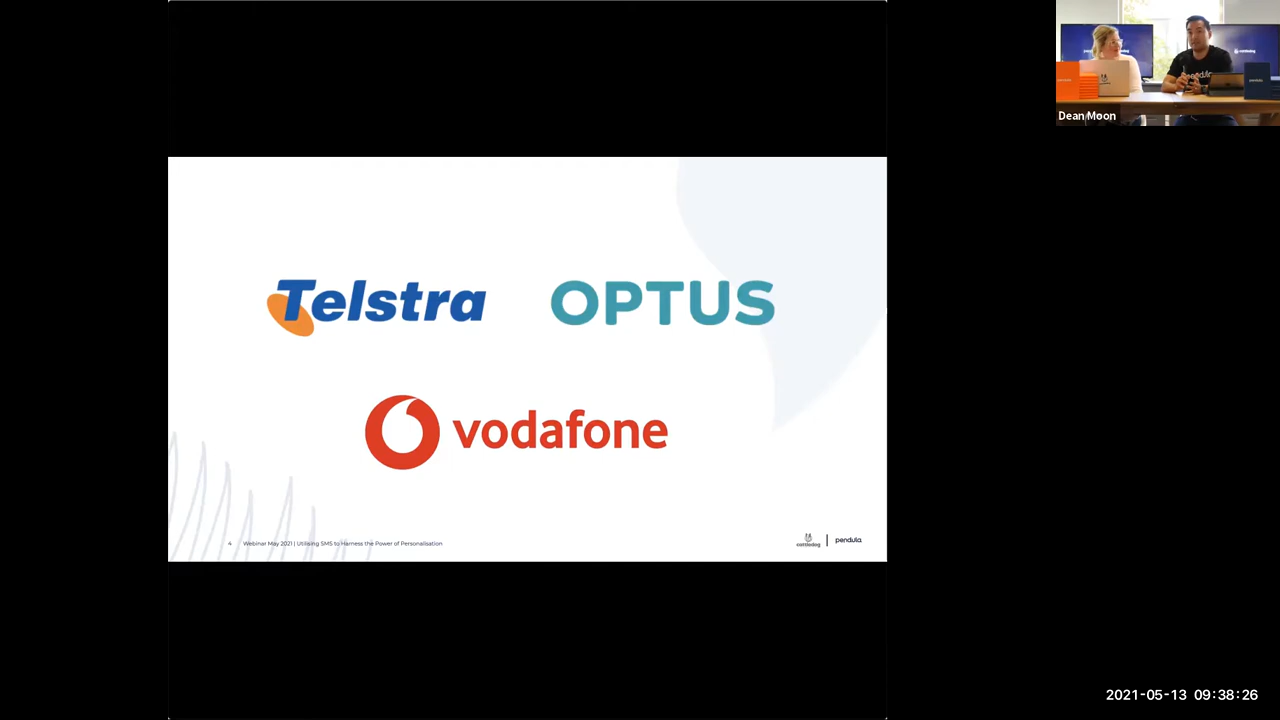 Dean Moon
Telstra
OPTUS
vodafone
4 Webinar May 2021 | Utilising SMS to Harness the Power of Personalisation
cattledog | pendula
2021-05-13 09:38:26